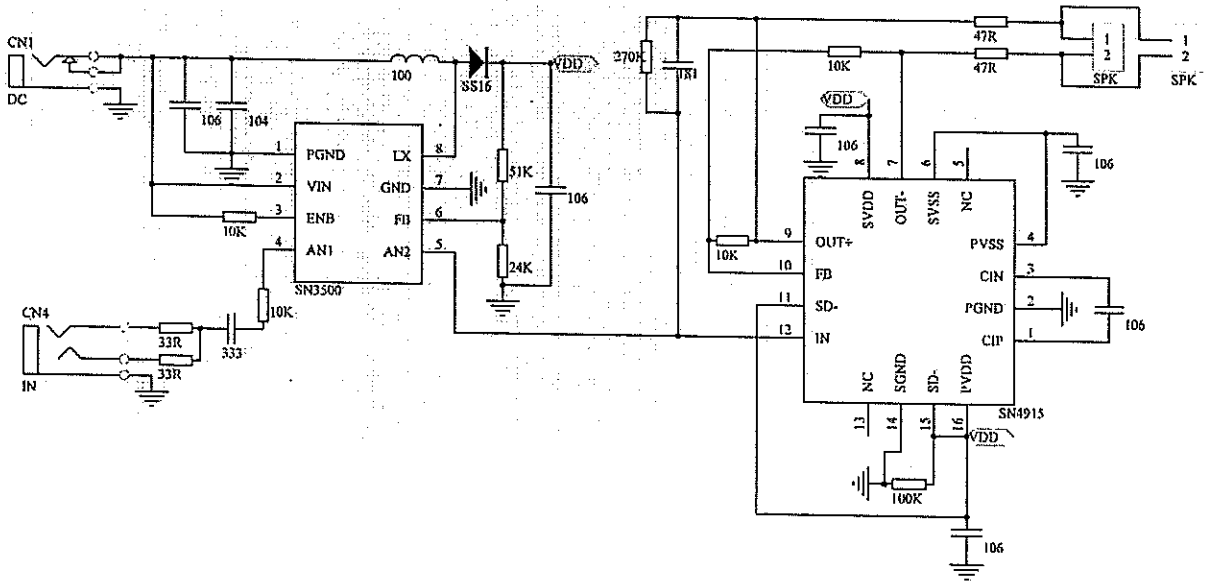 CN1
DC
106
104
100
SS16
VDD
1
PGND
LX
8
2
VIN
GND
7
10K
3
ENB
FB
6
4
AN1
AN2
5
SN3500
51K
24K
106
CN4
IN
33R
33R
333
10K
270K
181
10K
47R
47R
1
2
SPK
1
2
SPK
VDD
106
8
7
6
5
106
SVDD
OUT-
SVSS
NC
10K
9
OUT+
PVSS
4
10
FB
CIN
3
11
SD-
PGND
2
12
IN
CIP
1
106
NC
SGND
SD-
PVDD
SN4915
13
14
15
16
VDD
100K
106